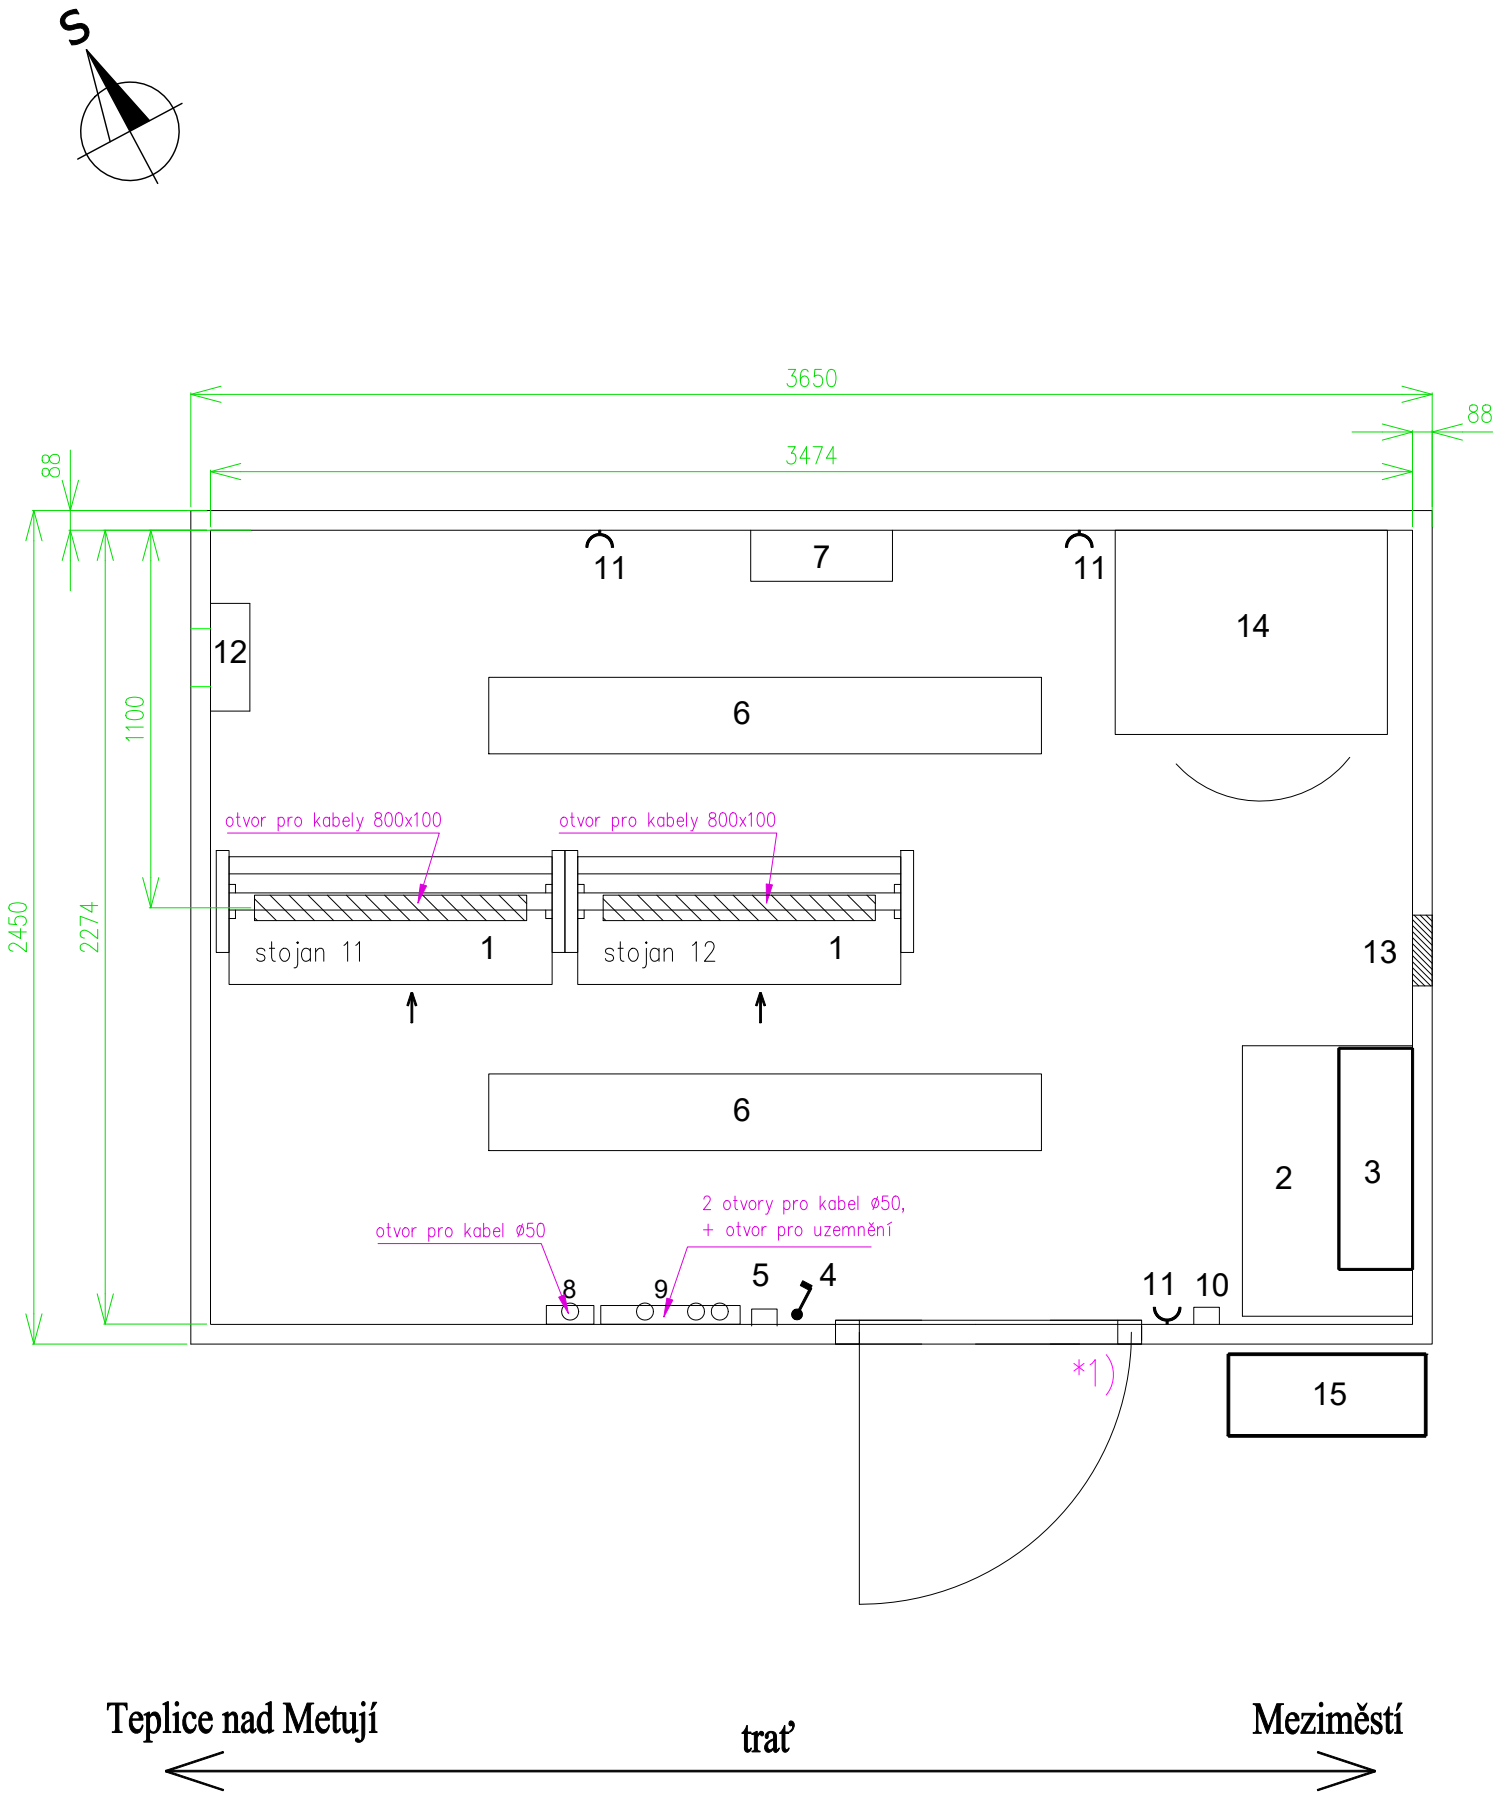 S
3650
88
3474
88
11
7
11
14
12
6
1100
otvor pro kabely 800x100
otvor pro kabely 800x100
2450
2274
stojan 11
1
stojan 12
1
13
6
2
3
2 otvory pro kabel ø50,
+ otvor pro uzemnění
otvor pro kabel ø50
8
9
5
4
11
10
*1)
15
Teplice nad Metují
trať
Meziměstí